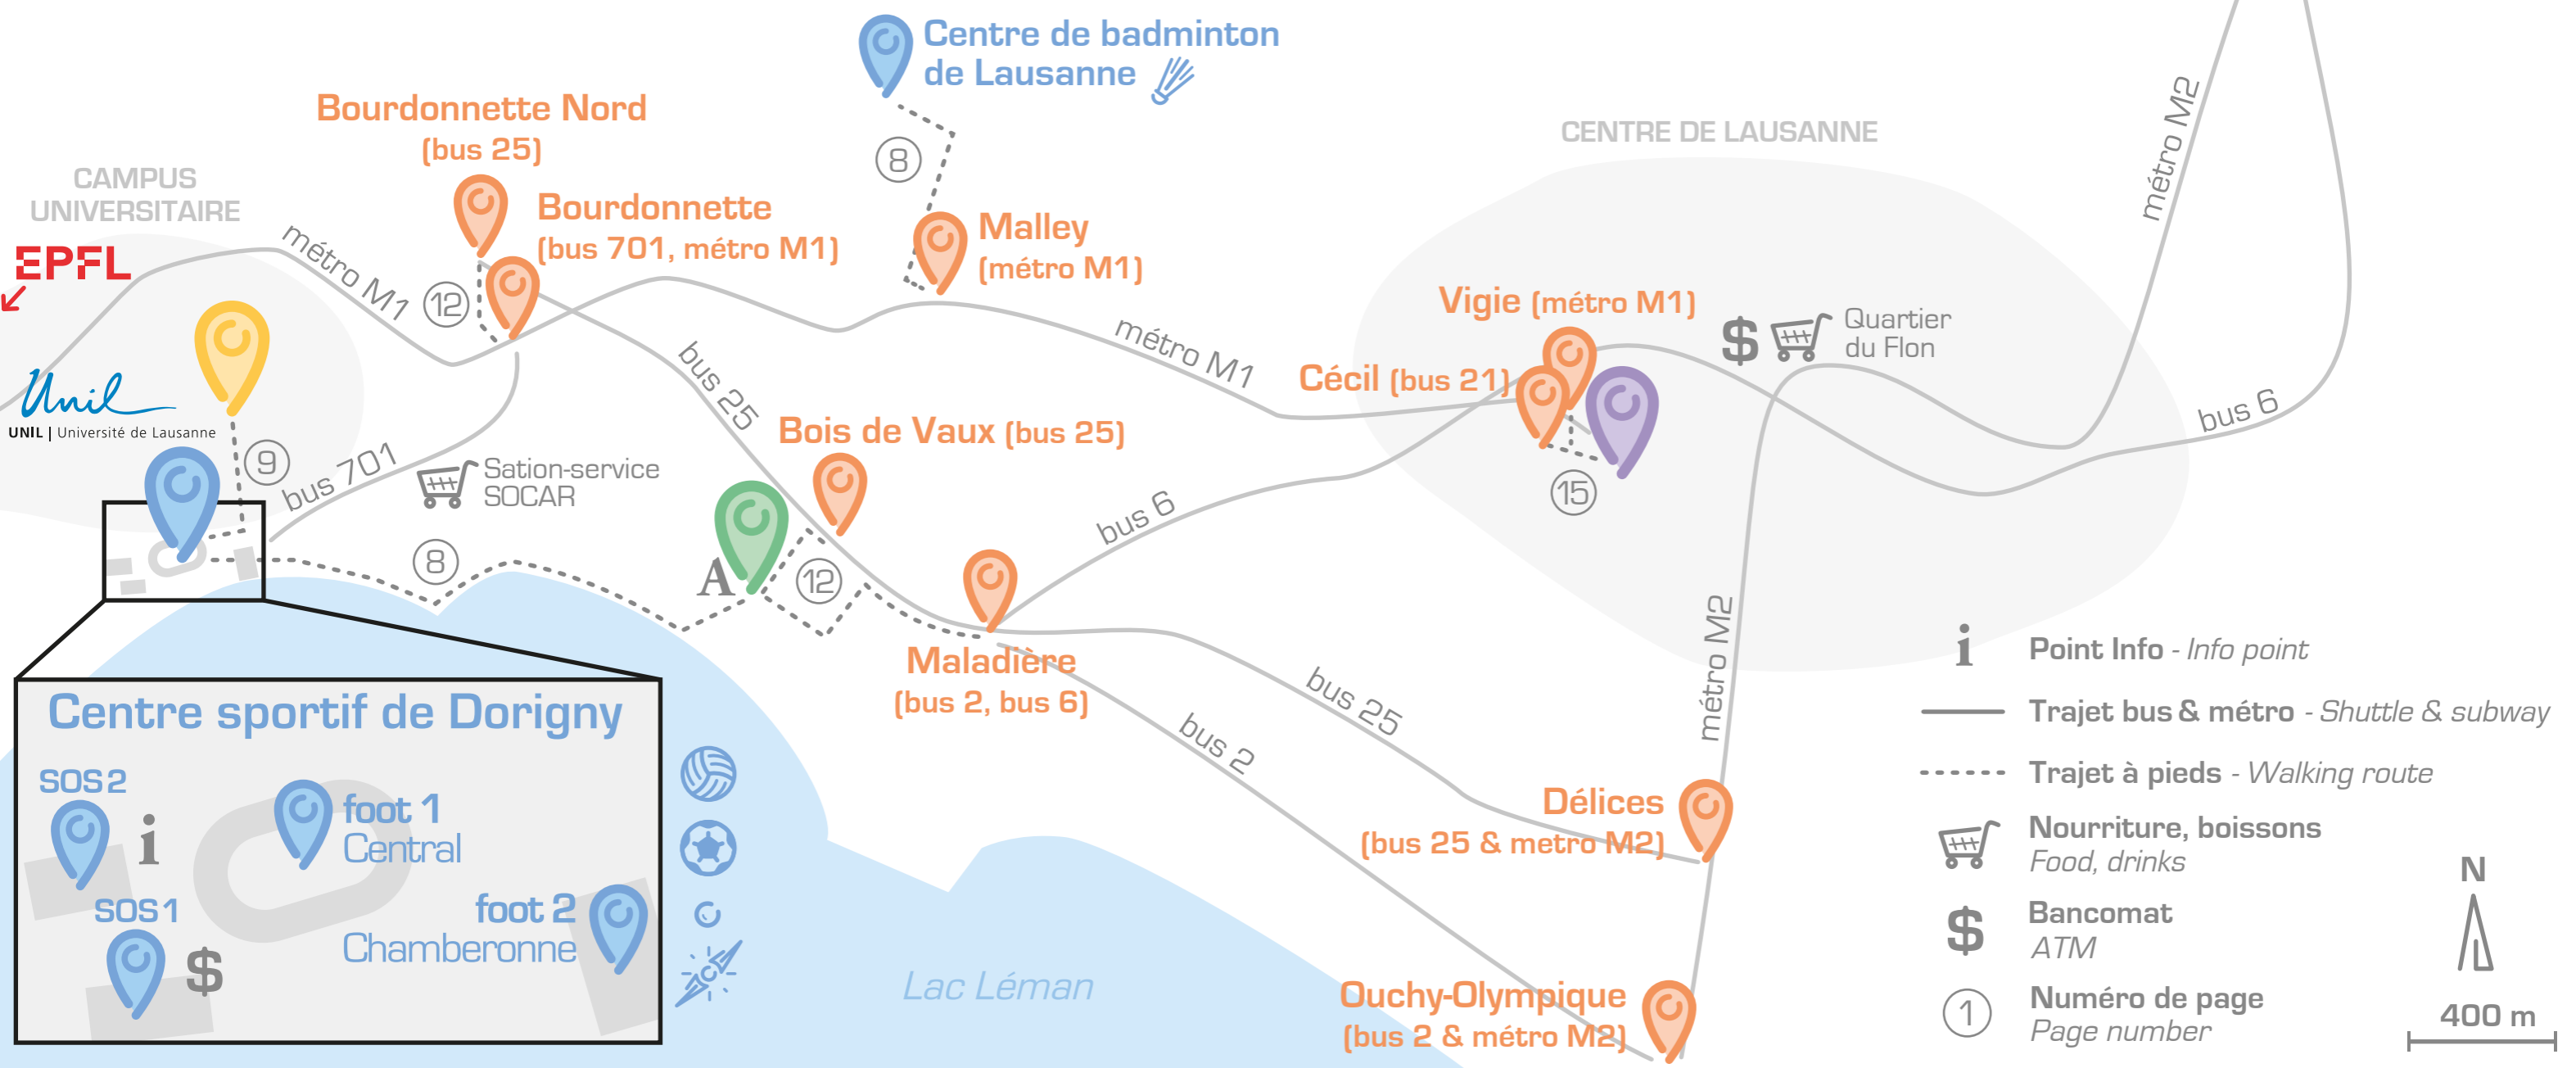 Centre de badminton
de Lausanne
Bourdonnette Nord
(bus 25)
CENTRE DE LAUSANNE
métro M2
8
CAMPUS
UNIVERSITAIRE
Bourdonnette
(bus 701, métro M1)
Malley
(métro M1)
EPFL
métro M1
12
Vigie (métro M1)
Quartier
du Flon
$
métro M1
bus 25
Cécil (bus 21)
Unil
UNIL | Université de Lausanne
bus 6
Bois de Vaux (bus 25)
9
bus 701
Sation-service
SOCAR
15
bus 6
8
A
12
métro M2
Maladière
(bus 2, bus 6)
bus 25
bus 2
Centre sportif de Dorigny
SOS 2
i
foot 1
Central
SOS 1
$
foot 2
Chamberonne
Délices
(bus 25 & metro M2)
Lac Léman
Ouchy-Olympique
(bus 2 & métro M2)
i
Point Info - Info point
Trajet bus & métro - Shuttle & subway
Trajet à pieds - Walking route
Nourriture, boissons
Food, drinks
$
Bancomat
ATM
1
Numéro de page
Page number
N
400 m